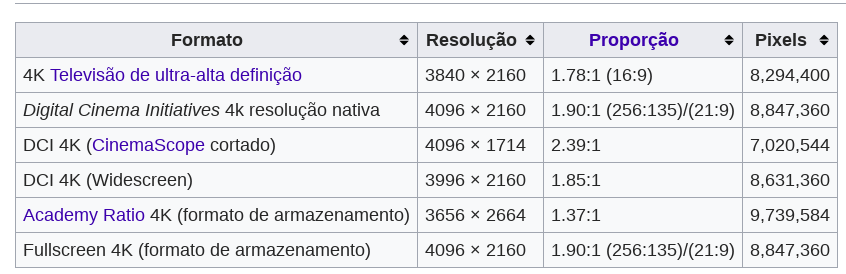 Formato Resolução Proporção Pixels
4K Televisão de ultra-alta definição 3840 × 2160 1.78:1 (16:9) 8,294,400
Digital Cinema Initiatives 4k resolução nativa 4096 × 2160 1.90:1 (256:135)/(21:9) 8,847,360
DCI 4K (CinemaScope cortado) 4096 × 1714 2.39:1 7,020,544
DCI 4K (Widescreen) 3996 × 2160 1.85:1 8,631,360
Academy Ratio 4K (formato de armazenamento) 3656 × 2664 1.37:1 9,739,584
Fullscreen 4K (formato de armazenamento) 4096 × 2160 1.90:1 (256:135)/(21:9) 8,847,360